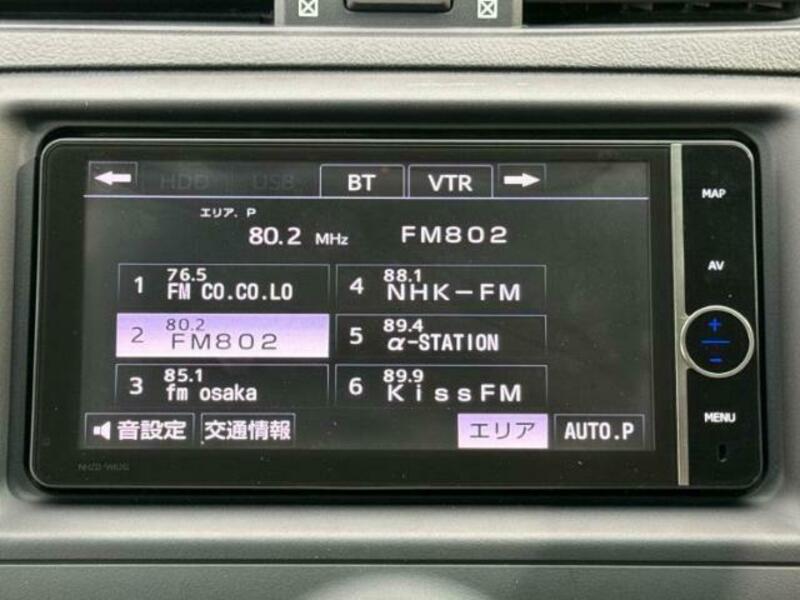 HDD USB BT VTR
エリア. P
80.2 MHz FM802
1 76.5 FM CO.CO.LO
2 80.2 FM802
3 85.1 fm osaka
4 88.1 NHK-FM
5 89.4 α-STATION
6 89.9 KissFM
音設定 交通情報 エリア AUTO.P
MAP
AV
+
-
MENU